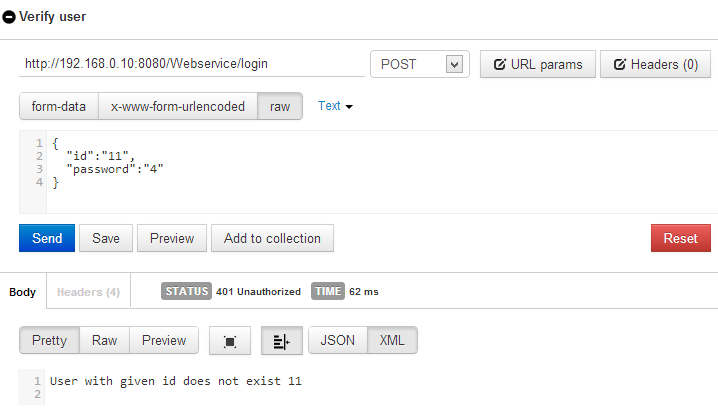 Verify user
http://192.168.0.10:8080/Webservice/login POST URL params Headers (0)
form-data x-www-form-urlencoded raw Text
1 {
2 "id":"11",
3 "password":"4"
4 }
Send Save Preview Add to collection Reset
Body Headers (4) STATUS 401 Unauthorized TIME 62 ms
Pretty Raw Preview JSON XML
1 User with given id does not exist 11
2